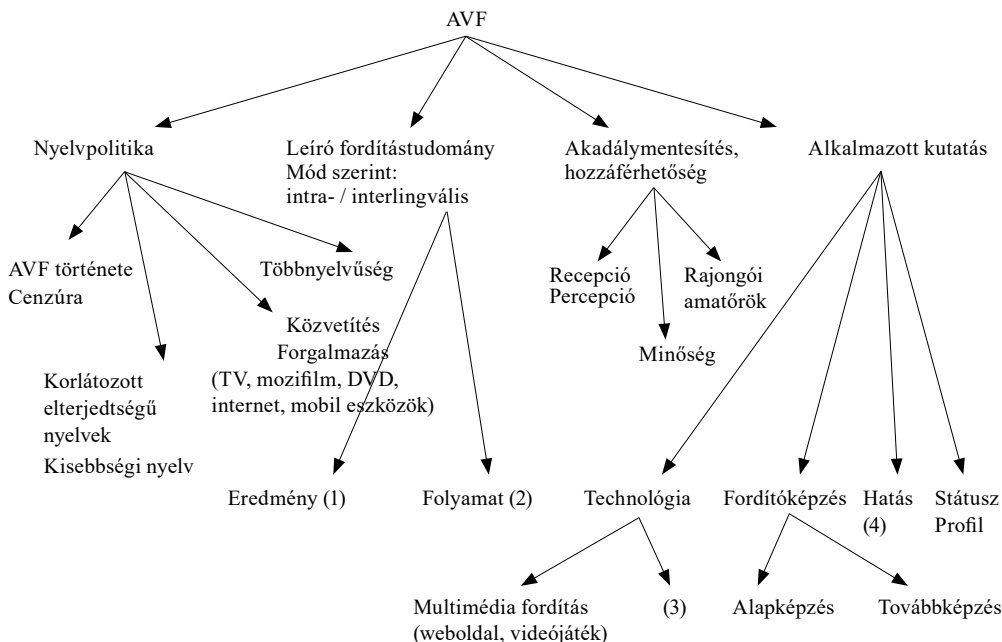 AVF
Nyelvpolitika
Leíró fordítástudomány
Mód szerint:
intra- / interlingvális
Akadálymentesítés,
hozzáférhetőség
Alkalmazott kutatás
AVF története
Cenzúra
Többnyelvűség
Közvetítés
Forgalmazás
(TV, mozifilm, DVD,
internet, mobil eszközök)
Korlátozott
elterjedtségű
nyelvek
Kisebbségi nyelv
Recepció
Percepció
Rajongói
amatőrök
Minőség
Eredmény (1)
Folyamat (2)
Technológia
Fordítóképzés
Hatás
(4)
Státusz
Profil
Multimédia fordítás
(weboldal, videójáték)
(3)
Alapképzés
Továbbképzés